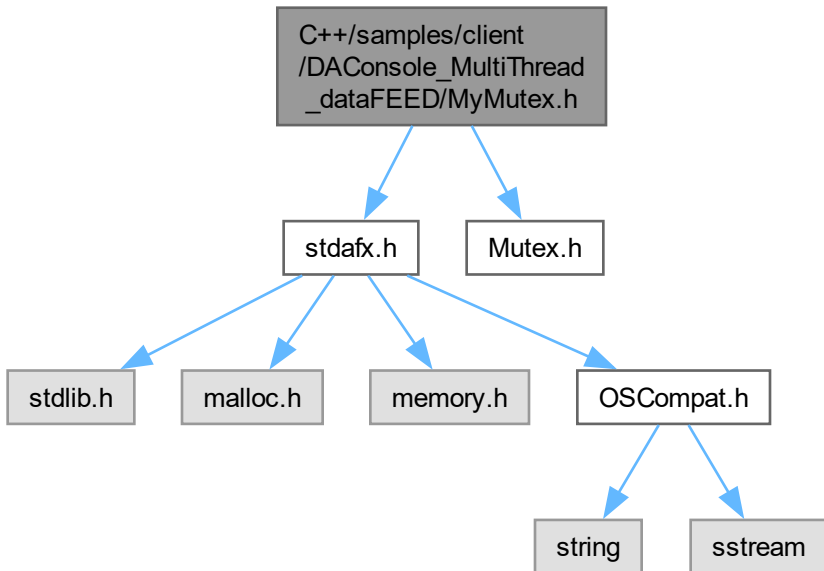 C++/samples/client
/DAConsole_MultiThread
_dataFEED/MyMutex.h
stdafx.h
Mutex.h
stdlib.h
malloc.h
memory.h
OSCompat.h
string
sstream